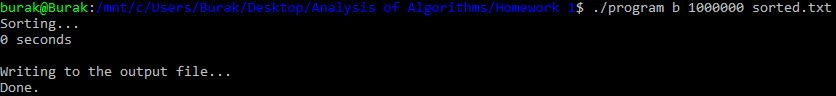 burak@Burak:/mnt/c/Users/Burak/Desktop/Analysis of Algorithms/Homework 1$ ./program b 1000000 sorted.txt
Sorting...
0 seconds
Writing to the output file...
Done.